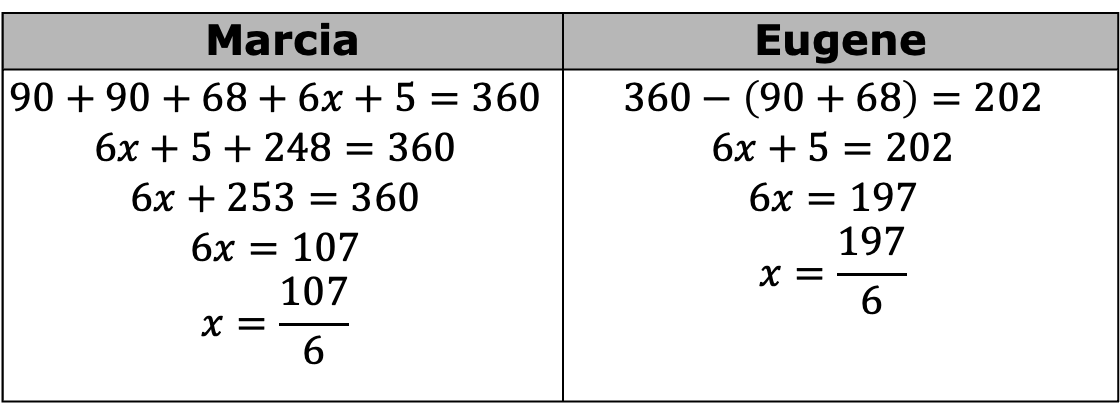 Marcia
90 + 90 + 68 + 6x + 5 = 360
6x + 5 + 248 = 360
6x + 253 = 360
6x = 107
x = 107/6
Eugene
360 − (90 + 68) = 202
6x + 5 = 202
6x = 197
x = 197/6